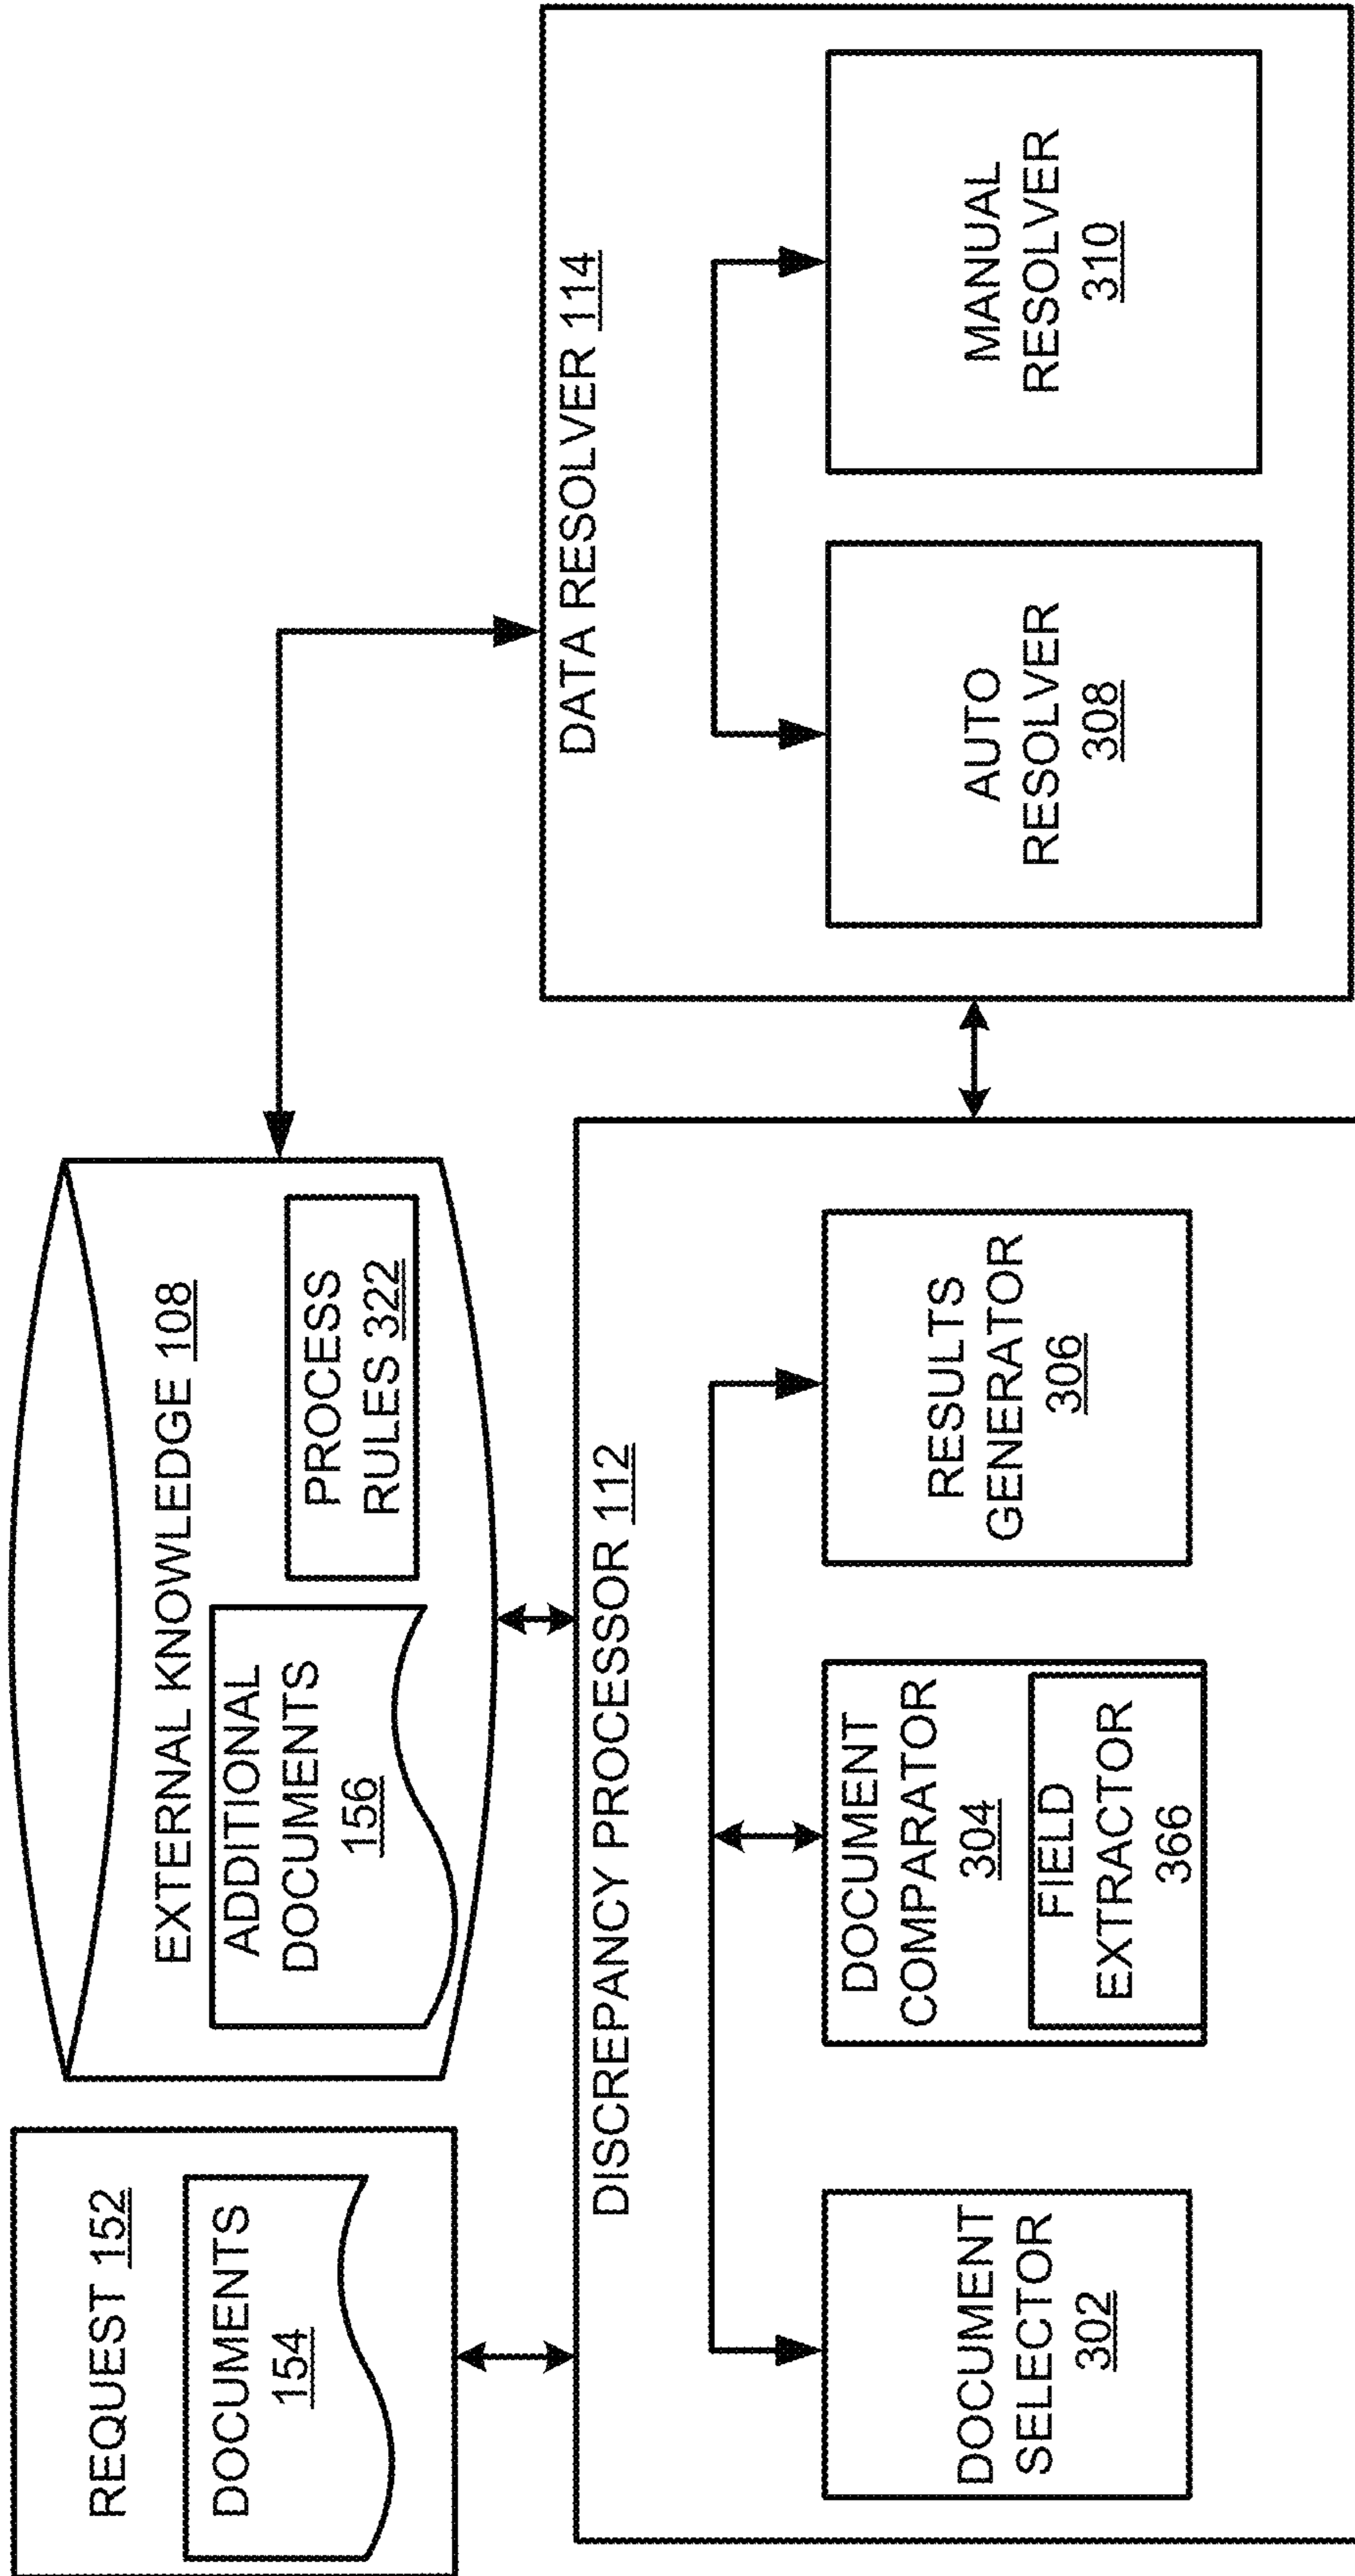 REQUEST 152
DOCUMENTS
154
EXTERNAL KNOWLEDGE 108
ADDITIONAL
DOCUMENTS
156
PROCESS
RULES 322
DISCREPANCY PROCESSOR 112
DOCUMENT
SELECTOR
302
DOCUMENT
COMPARATOR
304
FIELD
EXTRACTOR
366
RESULTS
GENERATOR
306
DATA RESOLVER 114
AUTO
RESOLVER
308
MANUAL
RESOLVER
310